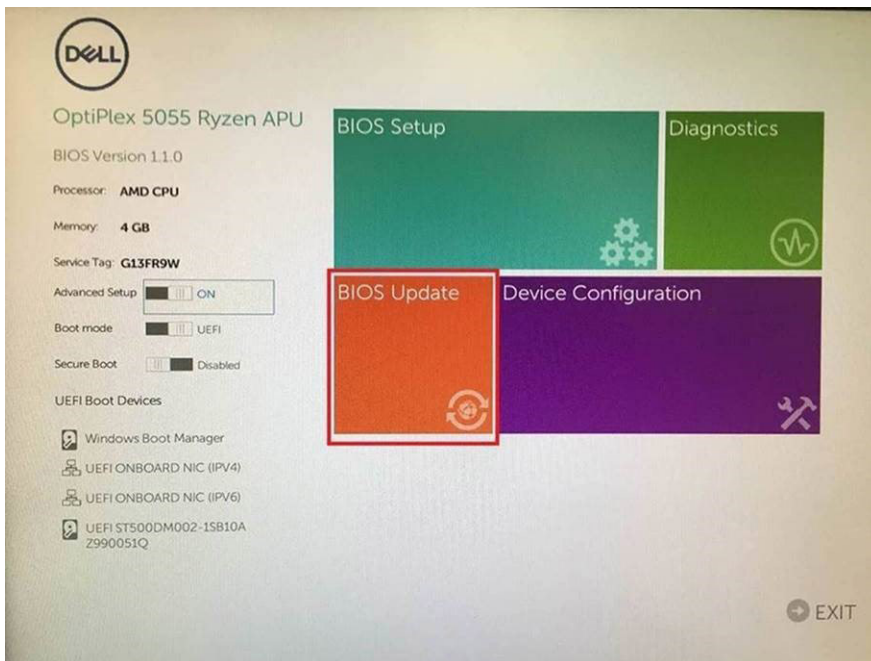 DELL
OptiPlex 5055 Ryzen APU
BIOS Version 1.1.0
Processor: AMD CPU
Memory: 4 GB
Service Tag: G13FR9W
Advanced Setup ON
Boot mode UEFI
Secure Boot Disabled
UEFI Boot Devices
Windows Boot Manager
UEFI ONBOARD NIC (IPV4)
UEFI ONBOARD NIC (IPV6)
UEFI ST500DM002-1SB10A
Z990051Q
BIOS Setup
Diagnostics
BIOS Update
Device Configuration
EXIT